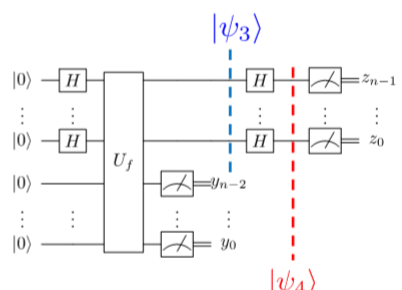 |ψ₃⟩
|0⟩ H H z_{n−1}
⋮ ⋮ ⋮ ⋮ ⋮
|0⟩ H H z_0
U_f
|0⟩ y_{n−2}
⋮ ⋮ ⋮ ⋮
|0⟩ y_0
|ψ₄⟩